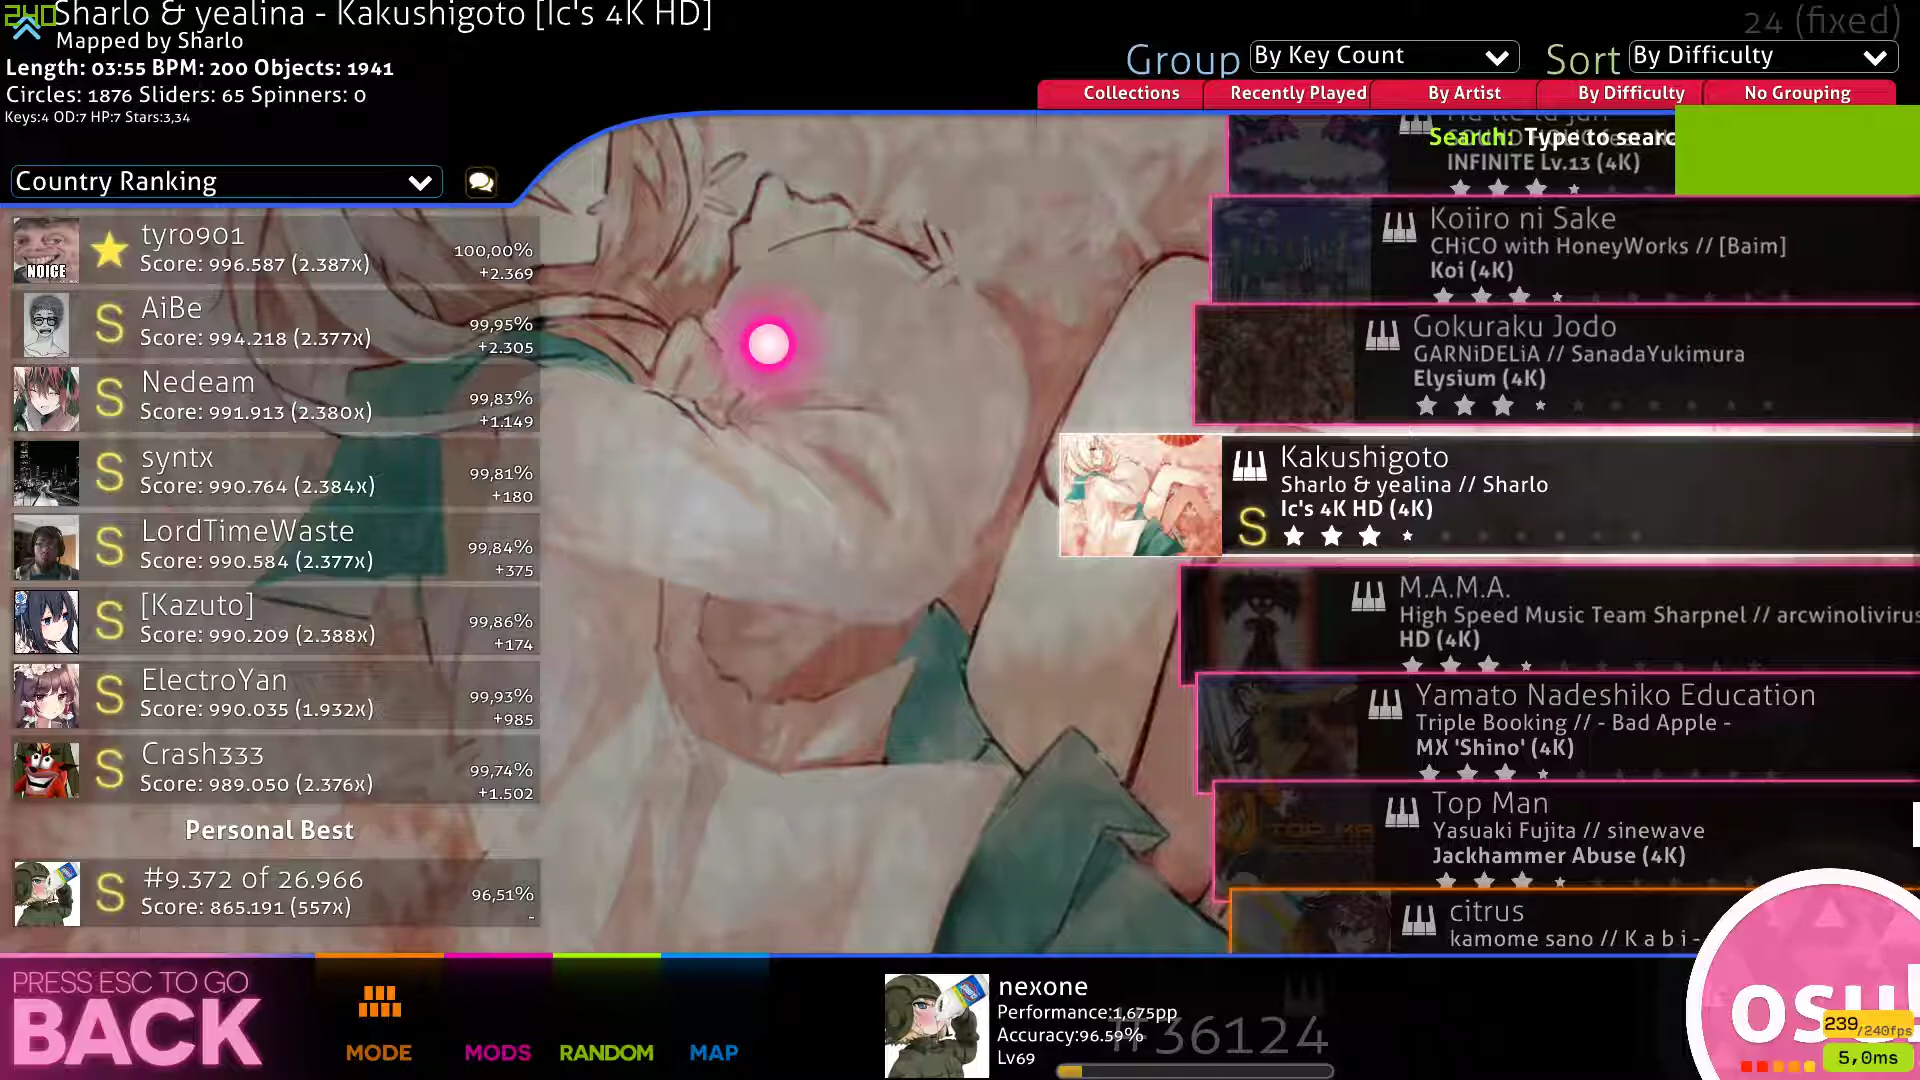 240
Sharlo & yealina - Kakushigoto [Ic's 4K HD]
Mapped by Sharlo
Length: 03:55 BPM: 200 Objects: 1941
Circles: 1876 Sliders: 65 Spinners: 0
Keys:4 OD:7 HP:7 Stars:3,34
24 (fixed)
Group By Key Count
Sort By Difficulty
Collections
Recently Played
By Artist
By Difficulty
No Grouping
Search: Type to searc
INFINITE Lv.13 (4K)
Country Ranking
tyro901
Score: 996.587 (2.387x)
100,00%
+2.369
NOICE
AiBe
Score: 994.218 (2.377x)
99,95%
+2.305
Nedeam
Score: 991.913 (2.380x)
99,83%
+1.149
syntx
Score: 990.764 (2.384x)
99,81%
+180
LordTimeWaste
Score: 990.584 (2.377x)
99,84%
+375
[Kazuto]
Score: 990.209 (2.388x)
99,86%
+174
ElectroYan
Score: 990.035 (1.932x)
99,93%
+985
Crash333
Score: 989.050 (2.376x)
99,74%
+1.502
Personal Best
#9.372 of 26.966
Score: 865.191 (557x)
96,51%
-
Koiiro ni Sake
CHiCO with HoneyWorks // [Baim]
Koi (4K)
Gokuraku Jodo
GARNiDELiA // SanadaYukimura
Elysium (4K)
Kakushigoto
Sharlo & yealina // Sharlo
Ic's 4K HD (4K)
M.A.M.A.
High Speed Music Team Sharpnel // arcwinolivirus
HD (4K)
Yamato Nadeshiko Education
Triple Booking // - Bad Apple -
MX 'Shino' (4K)
Top Man
Yasuaki Fujita // sinewave
Jackhammer Abuse (4K)
citrus
kamome sano // K a b i -
PRESS ESC TO GO
BACK
MODE
MODS
RANDOM
MAP
nexone
Performance:1,675pp
Accuracy:96.59%
Lv69
#36124
osu!
239/240fps
5,0ms